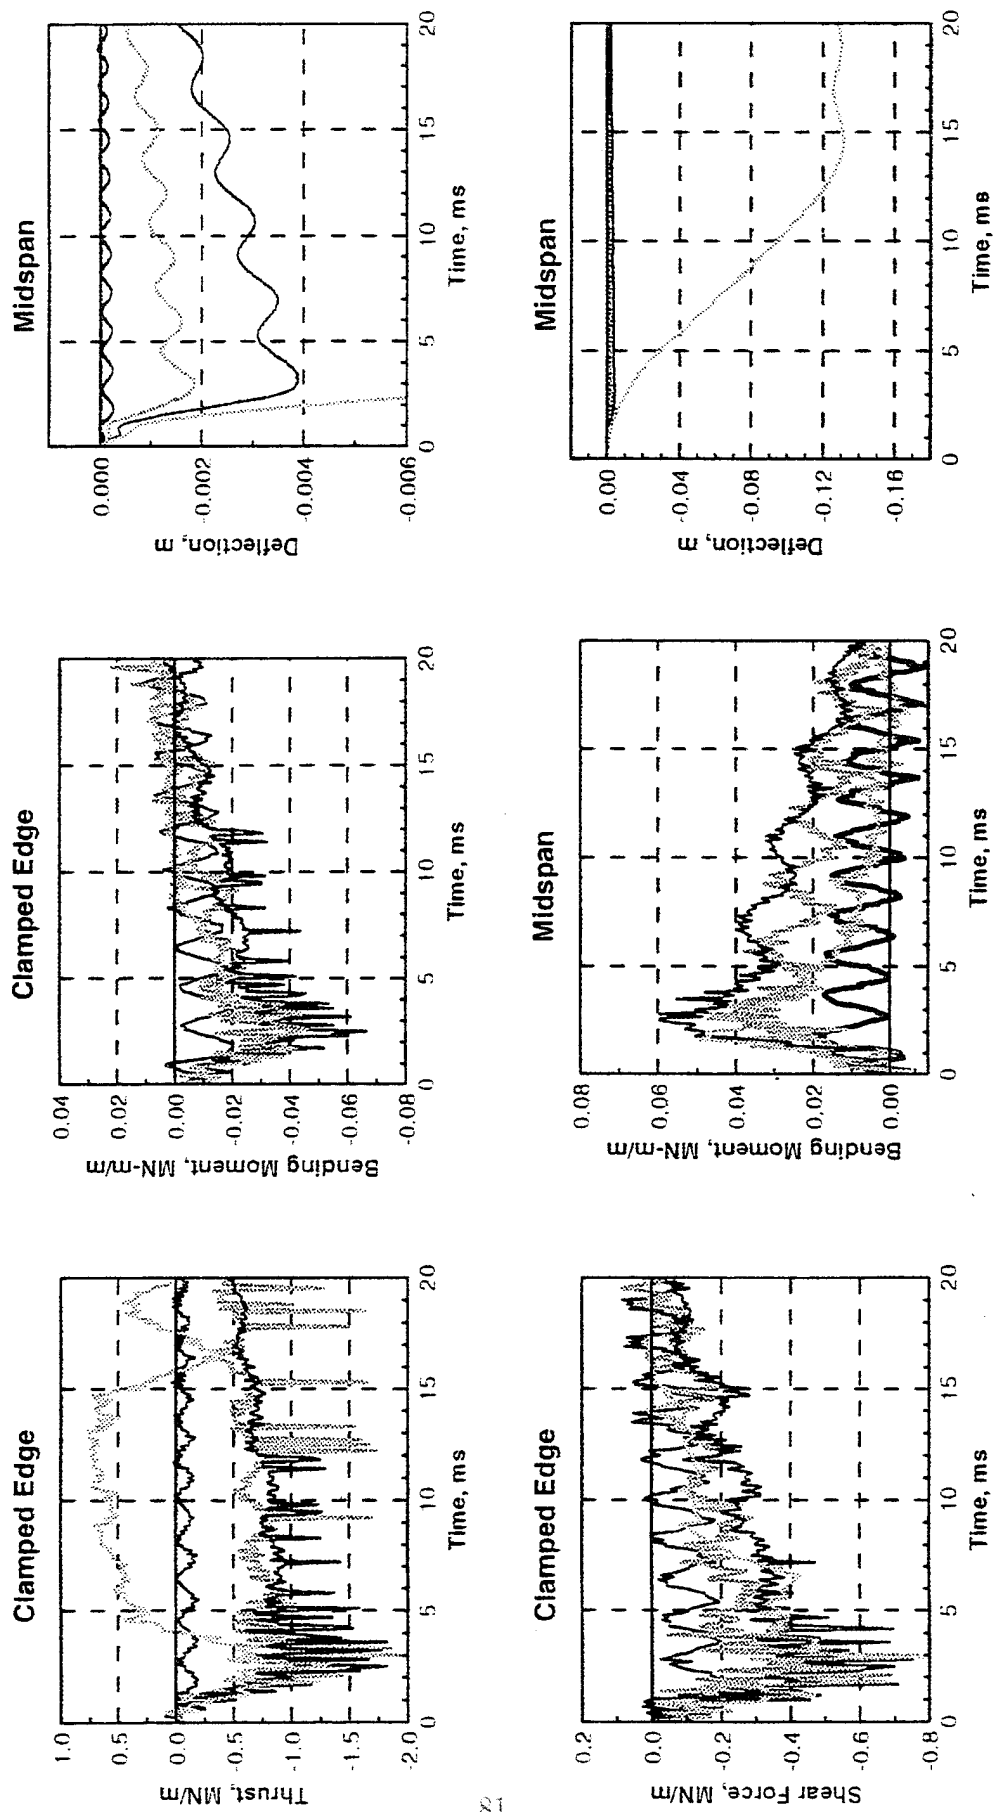 Clamped Edge
1.0
0.5
0.0
-0.5
-1.0
-1.5
-2.0
Thrust, MN/m
0 5 10 15 20
Time, ms
Clamped Edge
0.04
0.02
0.00
-0.02
-0.04
-0.06
-0.08
Bending Moment, MN-m/m
0 5 10 15 20
Time, ms
Midspan
0.000
-0.002
-0.004
-0.006
Deflection, m
0 5 10 15 20
Time, ms
Clamped Edge
0.2
0.0
-0.2
-0.4
-0.6
-0.8
Shear Force, MN/m
0 5 10 15 20
Time, ms
Midspan
0.08
0.06
0.04
0.02
0.00
Bending Moment, MN-m/m
0 5 10 15 20
Time, ms
Midspan
0.00
-0.04
-0.08
-0.12
-0.16
Deflection, m
0 5 10 15 20
Time, ms
81